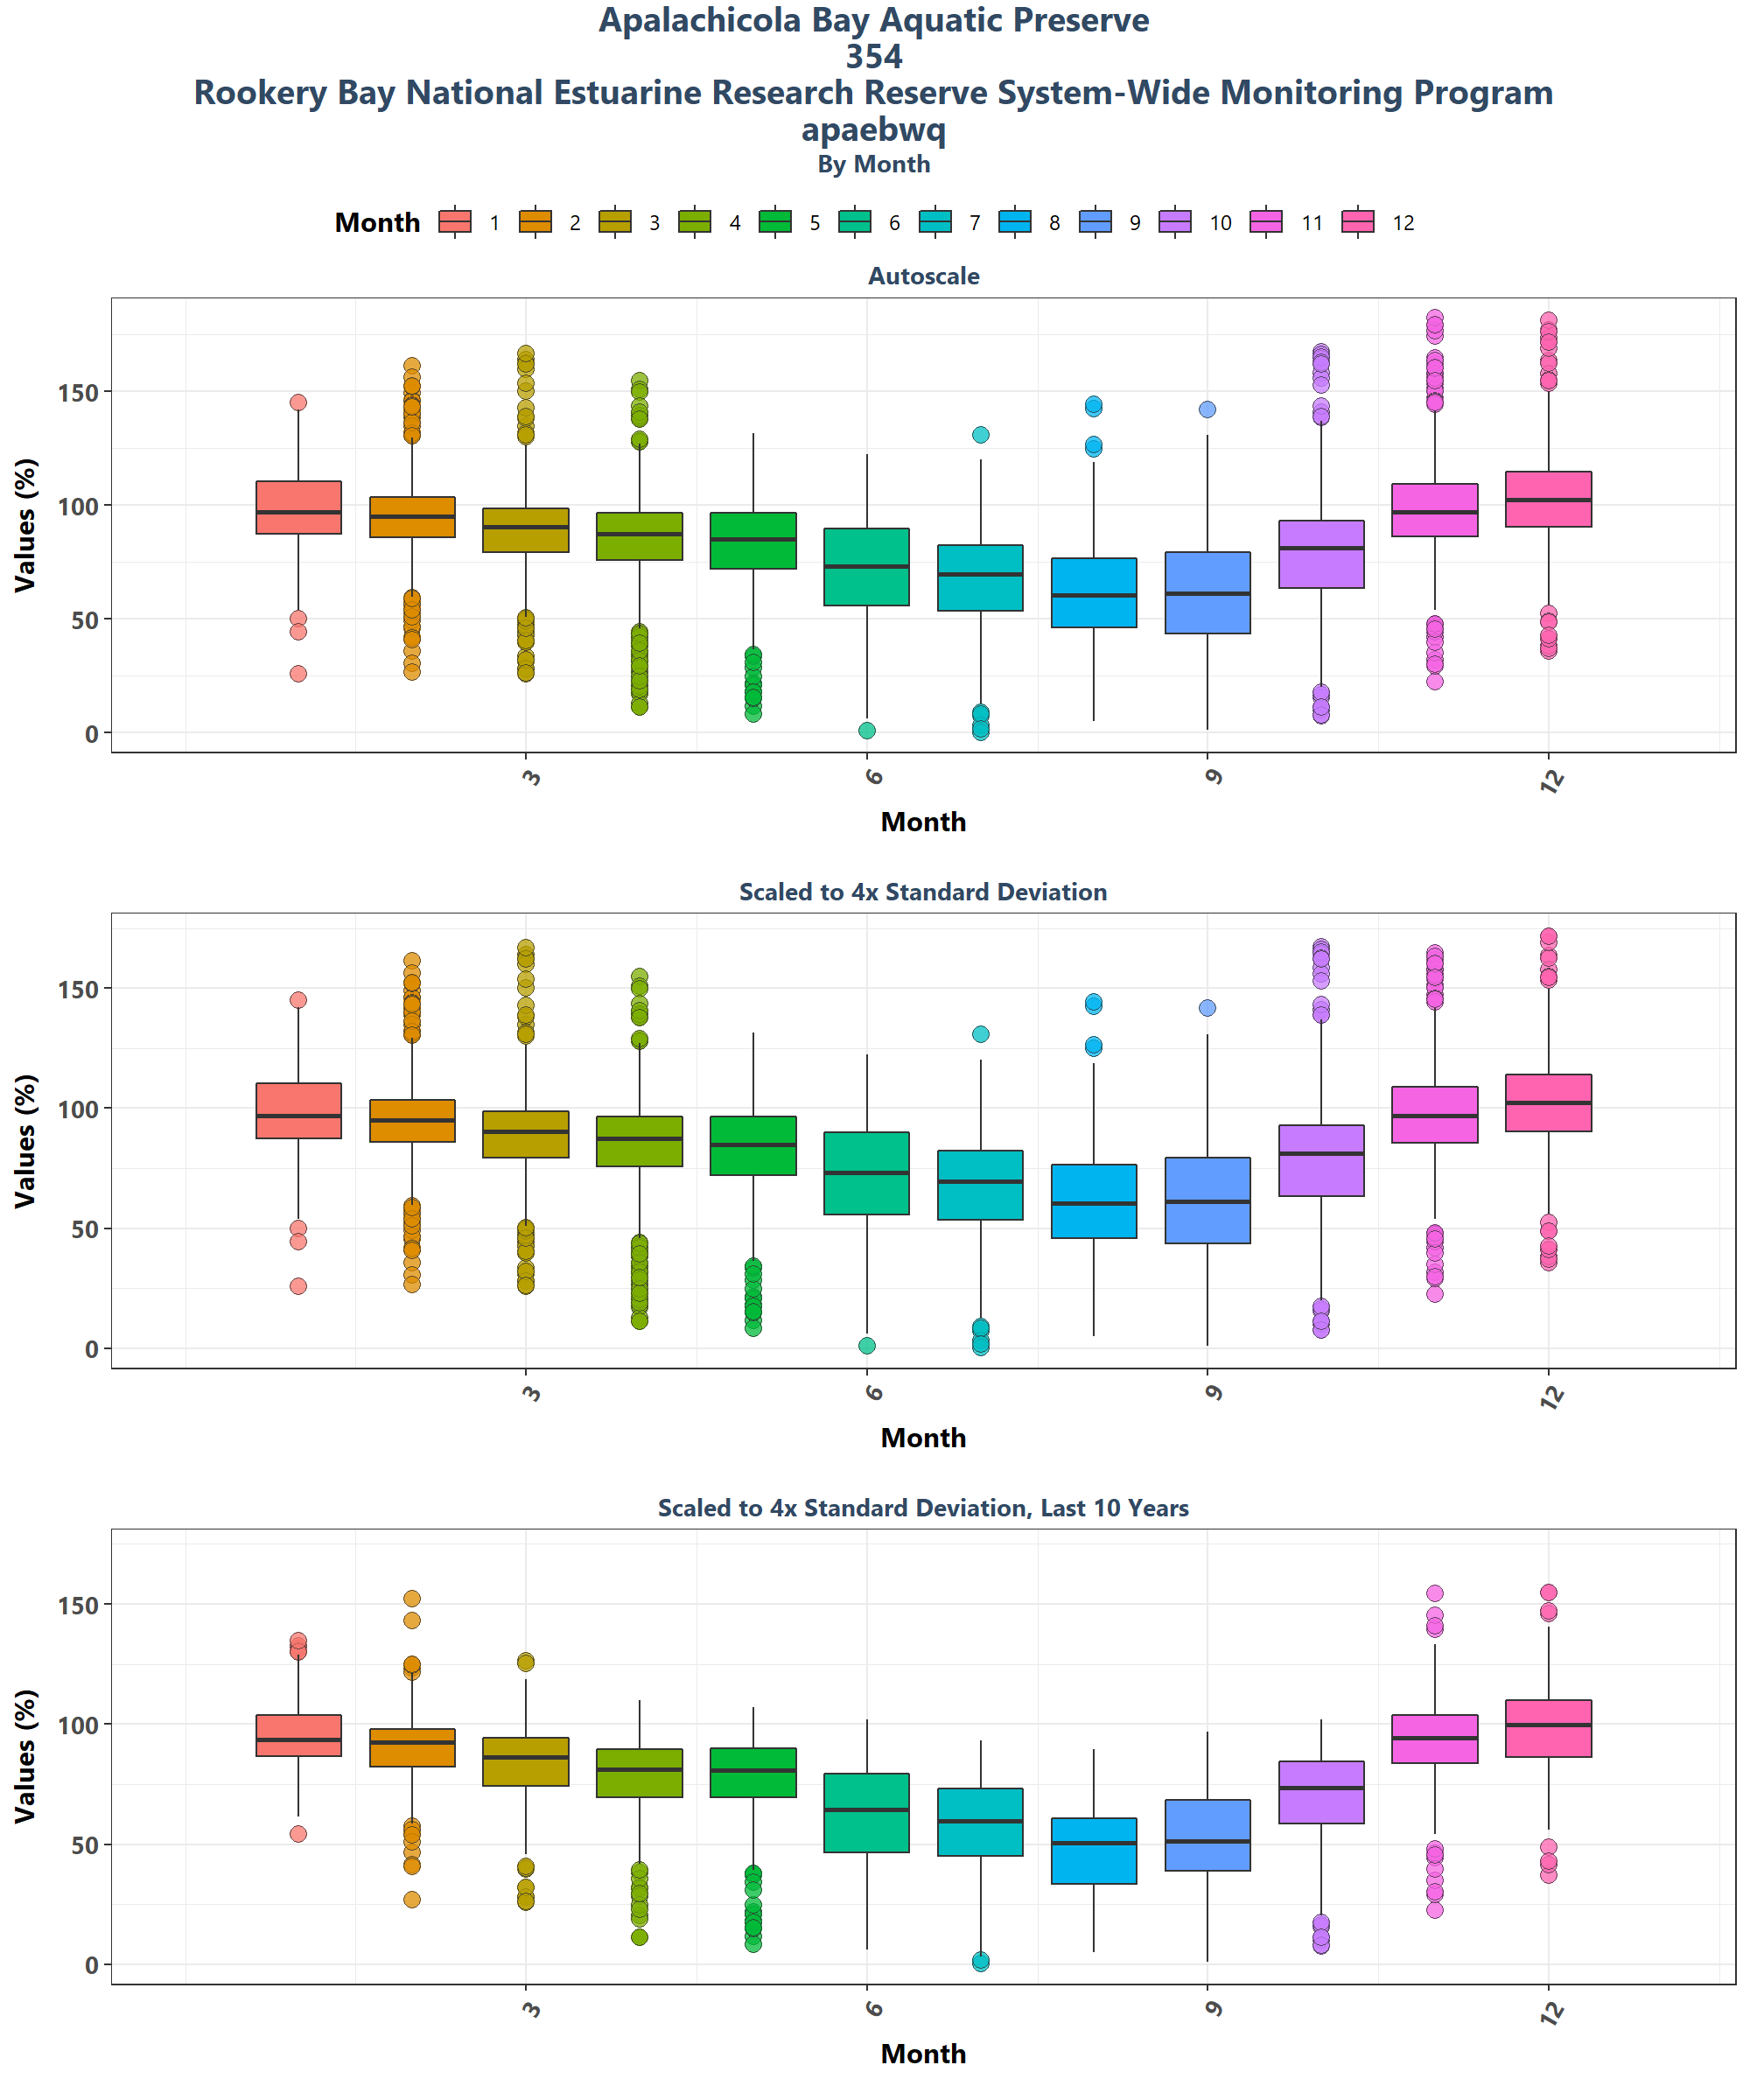 Apalachicola Bay Aquatic Preserve
354
Rookery Bay National Estuarine Research Reserve System-Wide Monitoring Program
apaebwq
By Month
Month 1 2 3 4 5 6 7 8 9 10 11 12
Autoscale
Values (%)
150
100
50
0
3 6 9 12
Month
Scaled to 4x Standard Deviation
Values (%)
150
100
50
0
3 6 9 12
Month
Scaled to 4x Standard Deviation, Last 10 Years
Values (%)
150
100
50
0
3 6 9 12
Month